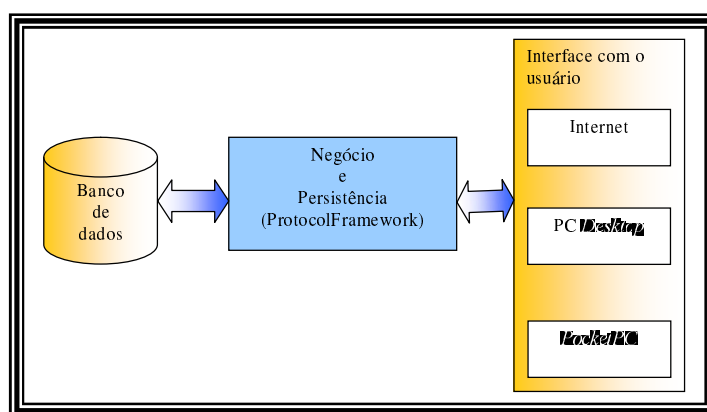 Interface com o
usuário
Internet
PC Desktop
PocketPC
Negócio
e
Persistência
(ProtocolFramework)
Banco
de
dados